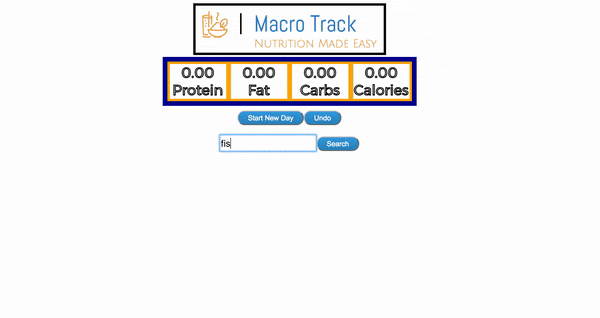 Macro Track
Nutrition Made Easy
0.00 0.00 0.00 0.00
Protein Fat Carbs Calories
Start New Day Undo
fis Search